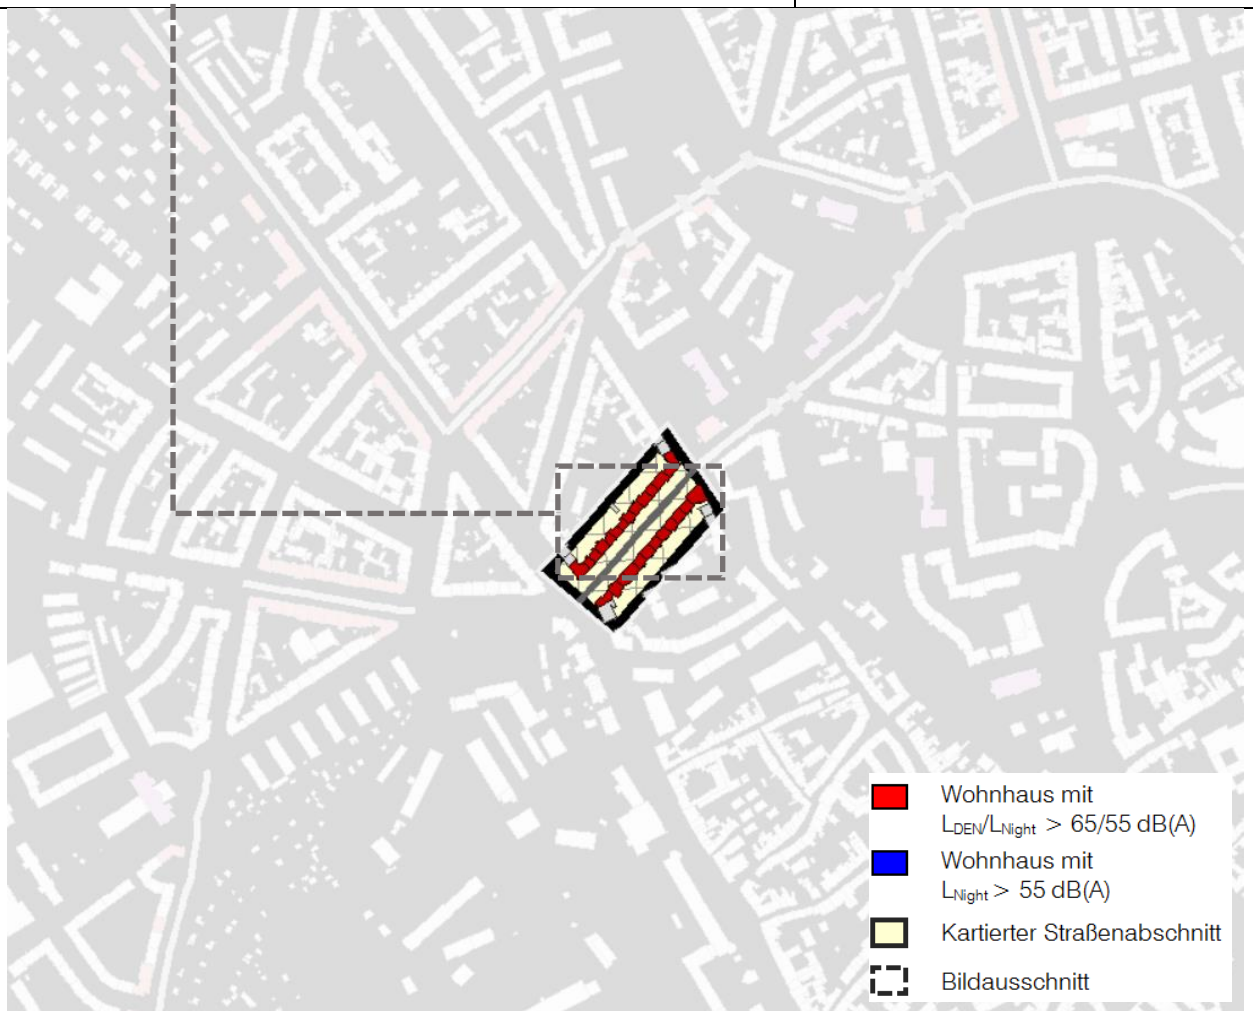 Wohnhaus mit
LDEN/LNight > 65/55 dB(A)
Wohnhaus mit
LNight > 55 dB(A)
Kartierter Straßenabschnitt
Bildausschnitt